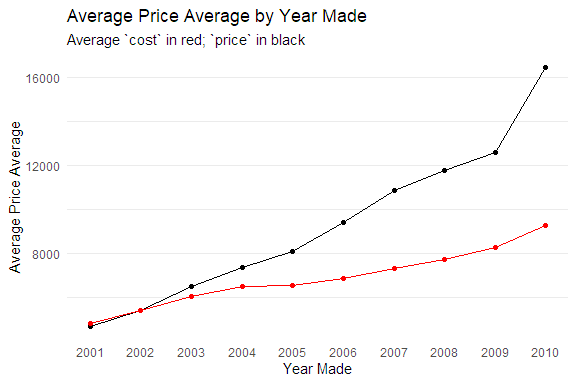 Average Price Average by Year Made
Average `cost` in red; `price` in black
Average Price Average
16000
12000
8000
2001 2002 2003 2004 2005 2006 2007 2008 2009 2010
Year Made